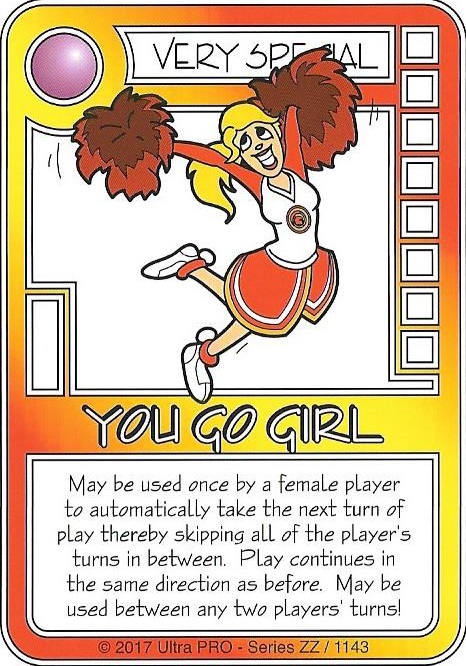 VERY SPECIAL
YOU GO GIRL
May be used once by a female player
to automatically take the next turn of
play thereby skipping all of the player's
turns in between. Play continues in
the same direction as before. May be
used between any two players' turns!
© 2017 Ultra PRO - Series ZZ / 1143